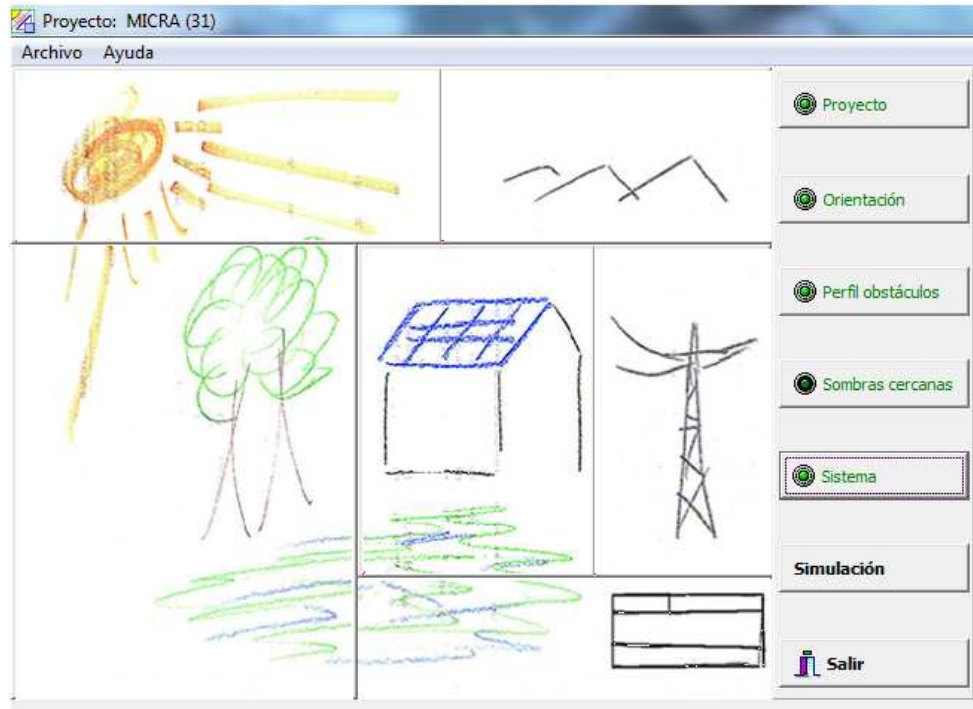 Proyecto: MICRA (31)
Archivo Ayuda
Proyecto
Orientación
Perfil obstáculos
Sombras cercanas
Sistema
Simulación
Salir